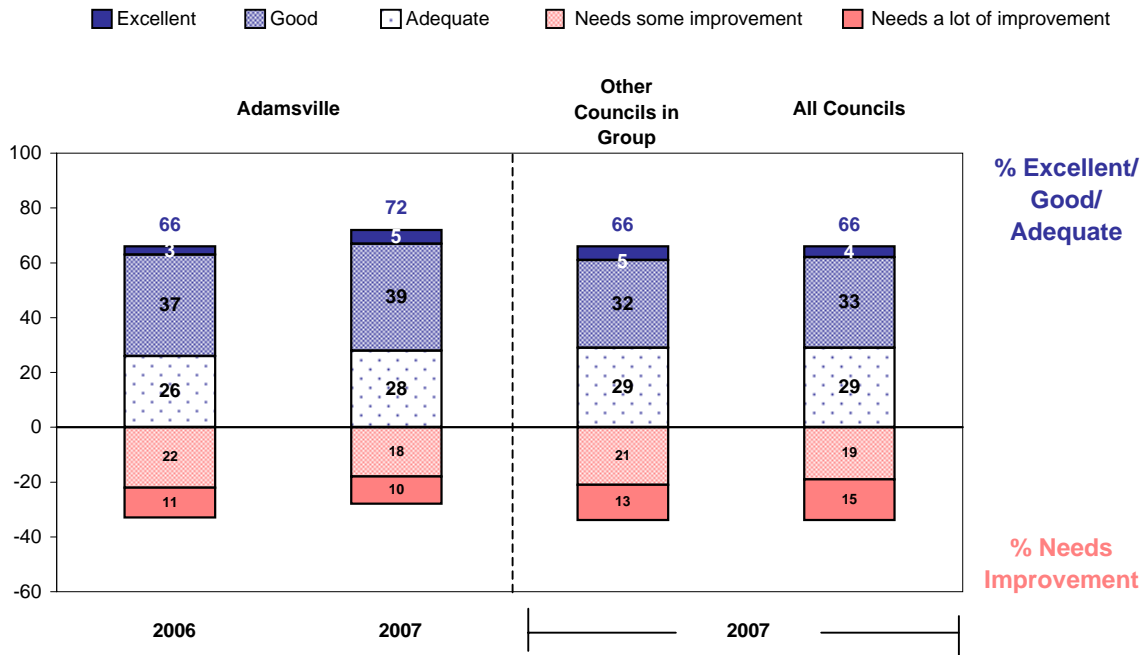 Excellent Good Adequate Needs some improvement Needs a lot of improvement
Adamsville
Other
Councils in
Group
All Councils
% Excellent/
Good/
Adequate
100
80
60
40
20
0
-20
-40
-60
66
3
37
26
22
11
72
5
39
28
18
10
66
5
32
29
21
13
66
4
33
29
19
15
% Needs
Improvement
2006 2007 2007